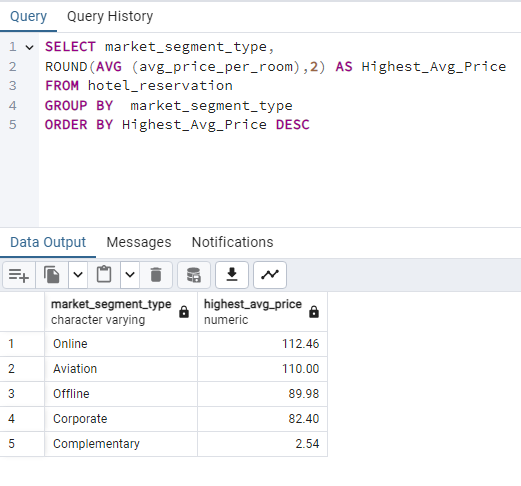 Query Query History
1 SELECT market_segment_type,
2 ROUND(AVG (avg_price_per_room),2) AS Highest_Avg_Price
3 FROM hotel_reservation
4 GROUP BY  market_segment_type
5 ORDER BY Highest_Avg_Price DESC
Data Output Messages Notifications
market_segment_type highest_avg_price
character varying numeric
1 Online 112.46
2 Aviation 110.00
3 Offline 89.98
4 Corporate 82.40
5 Complementary 2.54